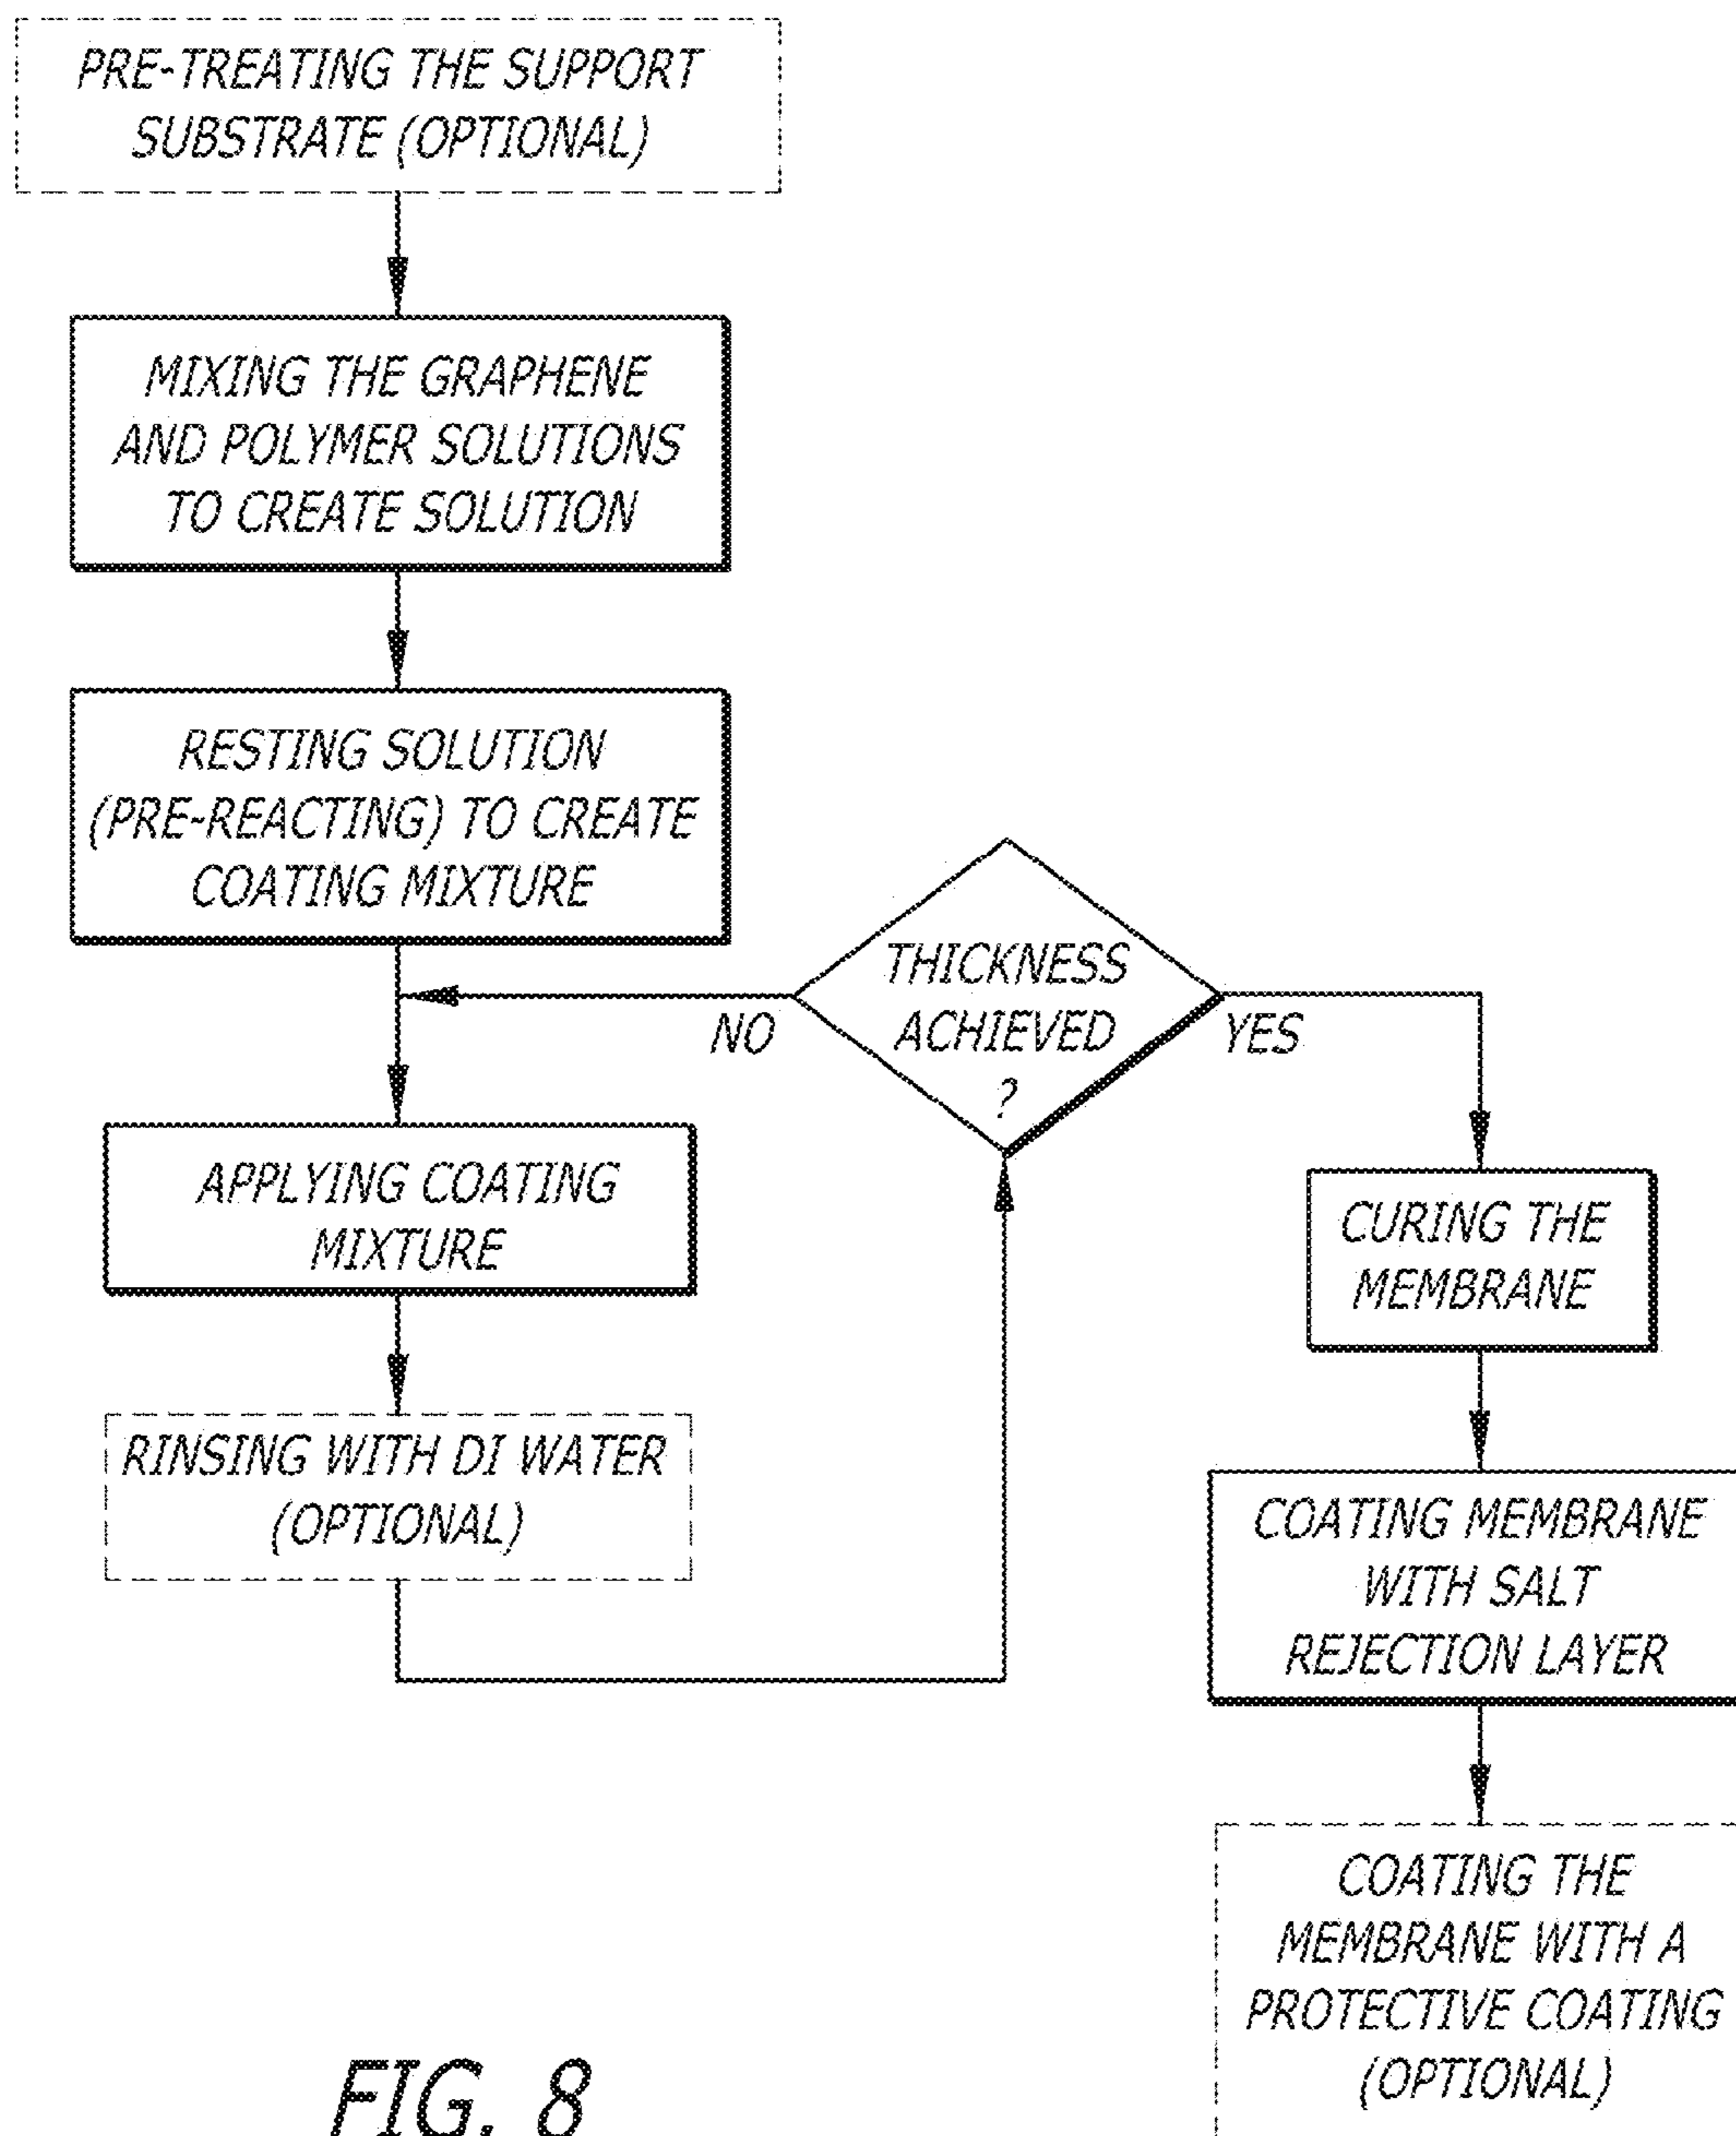 PRE-TREATING THE SUPPORT
SUBSTRATE (OPTIONAL)
MIXING THE GRAPHENE
AND POLYMER SOLUTIONS
TO CREATE SOLUTION
RESTING SOLUTION
(PRE-REACTING) TO CREATE
COATING MIXTURE
THICKNESS
ACHIEVED
?
NO
YES
APPLYING COATING
MIXTURE
RINSING WITH DI WATER
(OPTIONAL)
CURING THE
MEMBRANE
COATING MEMBRANE
WITH SALT
REJECTION LAYER
COATING THE
MEMBRANE WITH A
PROTECTIVE COATING
(OPTIONAL)
FIG. 8